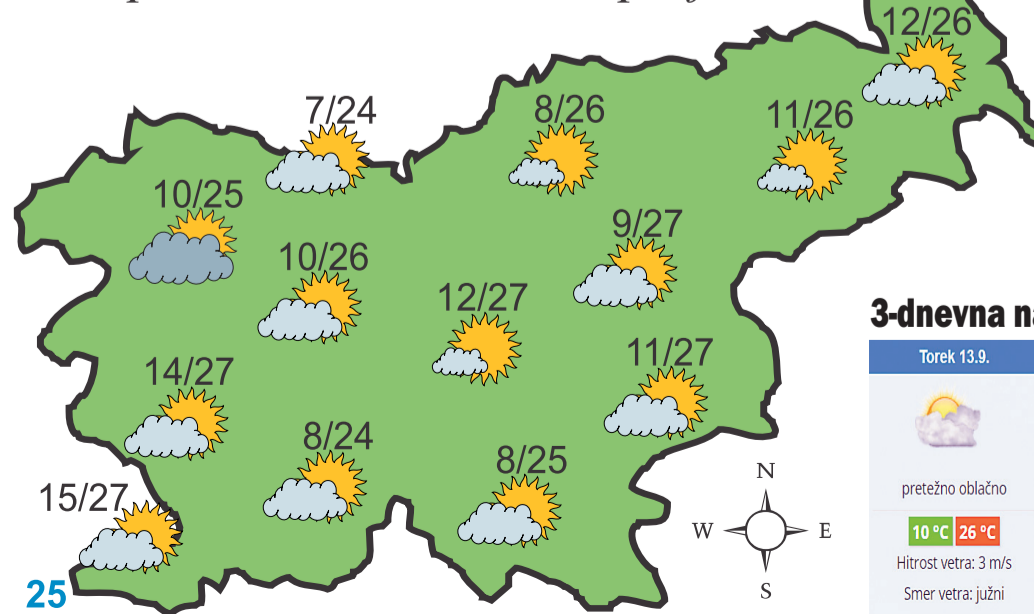 12/26
7/24
8/26
11/26
10/25
9/27
10/26
12/27
3-dnevna
Torek 13.9.
11/27
14/27
8/24
8/25
pretežno oblačno
N
W E
S
15/27
10 °C 26 °C
Hitrost vetra: 3 m/s
Smer vetra: južni
25